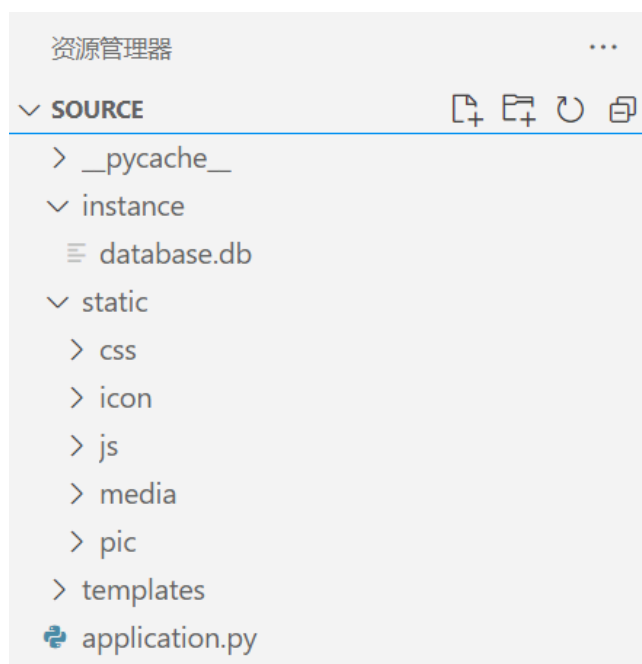 资源管理器
SOURCE
__pycache__
instance
database.db
static
css
icon
js
media
pic
templates
application.py